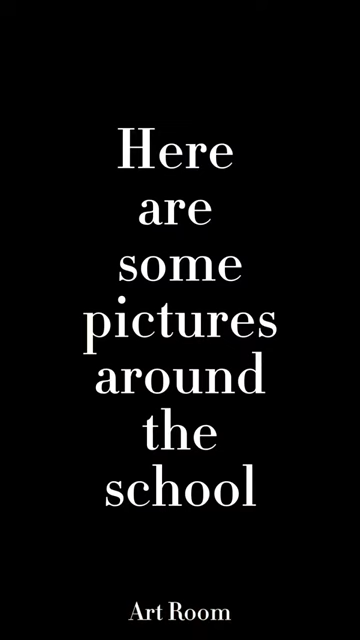 Here
are
some
pictures
around
the
school
Art Room